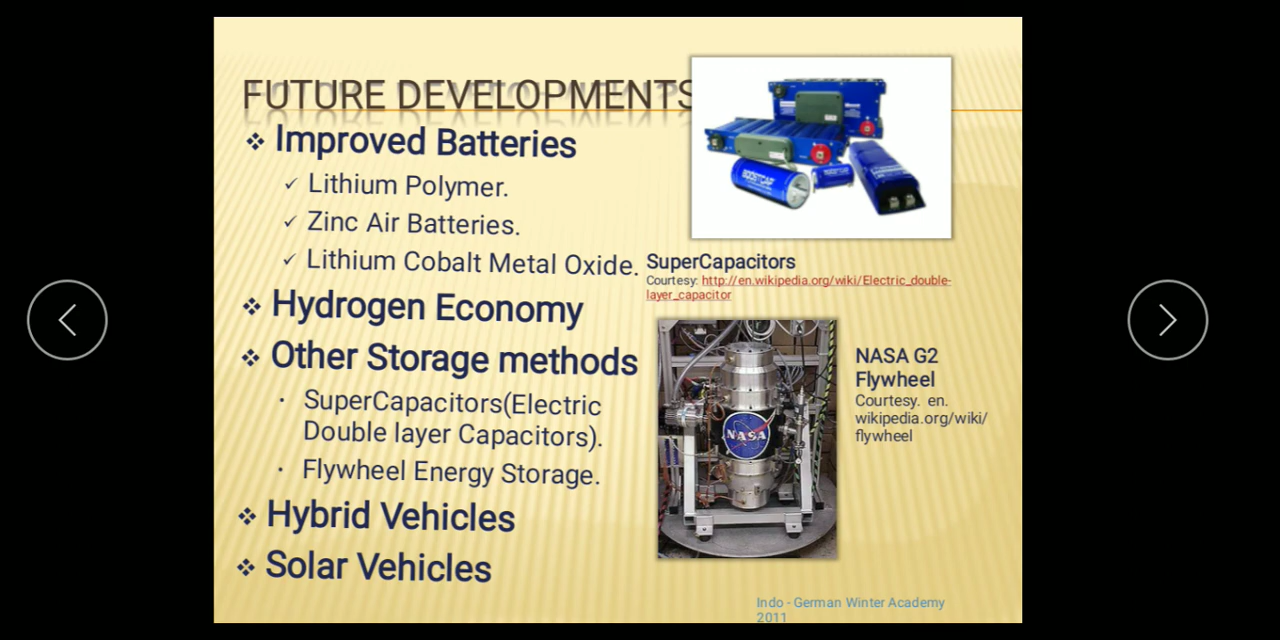 FUTURE DEVELOPMENTS
Improved Batteries
Lithium Polymer.
Zinc Air Batteries.
Lithium Cobalt Metal Oxide.
Hydrogen Economy
Other Storage methods
SuperCapacitors(Electric
Double layer Capacitors).
Flywheel Energy Storage.
Hybrid Vehicles
Solar Vehicles
SuperCapacitors
Courtesy: http://en.wikipedia.org/wiki/Electric_double-
layer_capacitor
NASA
NASA G2
Flywheel
Courtesy. en.
wikipedia.org/wiki/
flywheel
Indo - German Winter Academy
2011